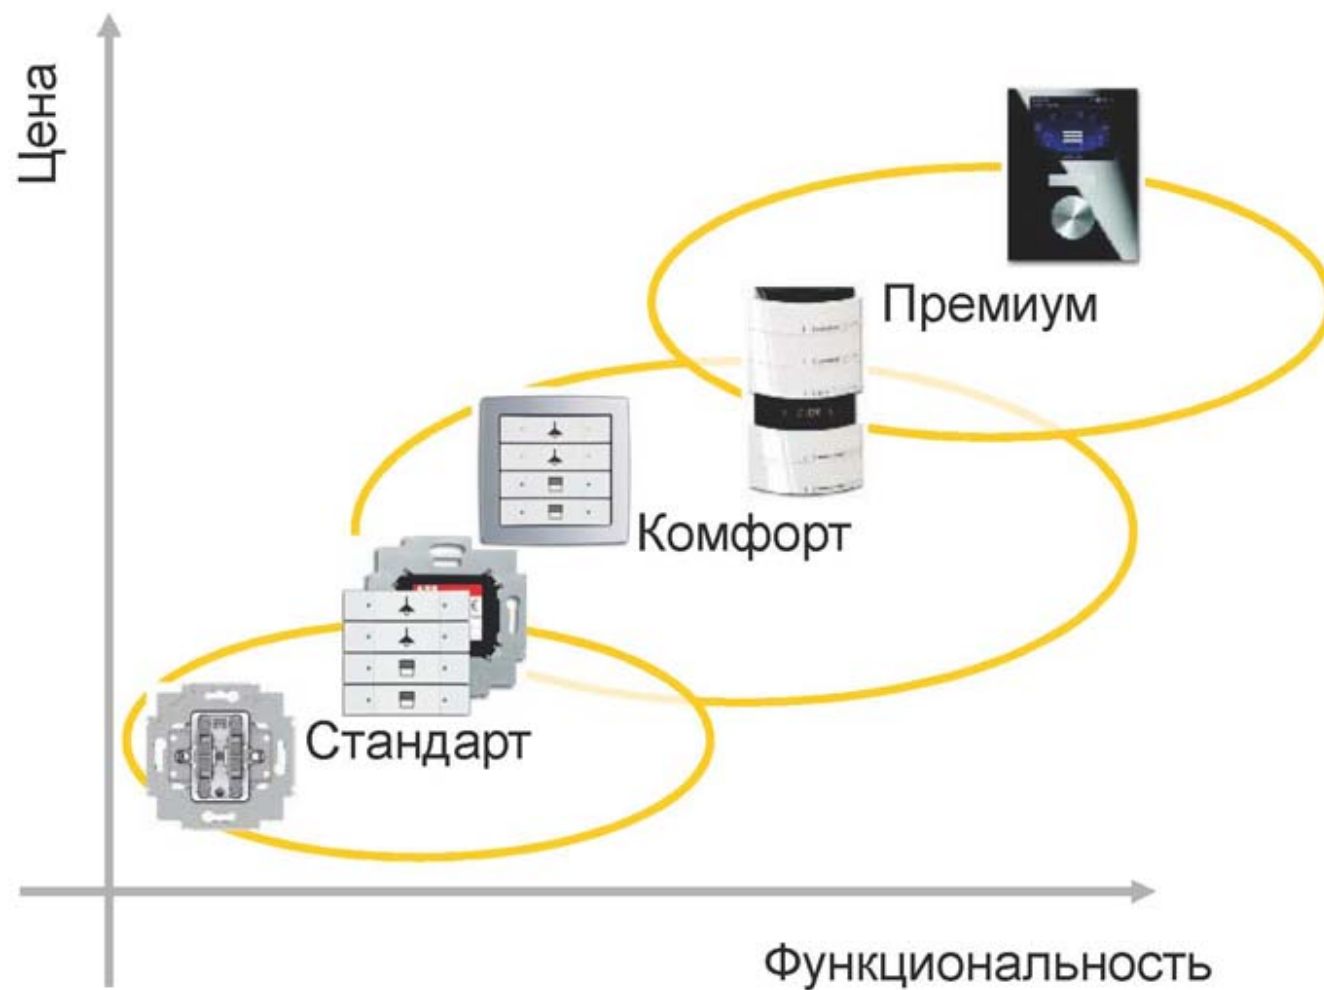 Цена
Премиум
Комфорт
Стандарт
Функциональность